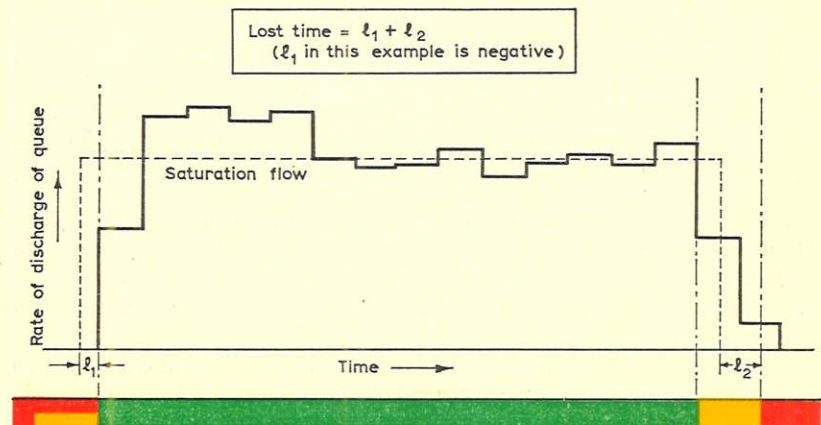 Lost time = ℓ₁ + ℓ₂
(ℓ₁ in this example is negative)
Rate of discharge of queue
Saturation flow
ℓ₁
Time
ℓ₂